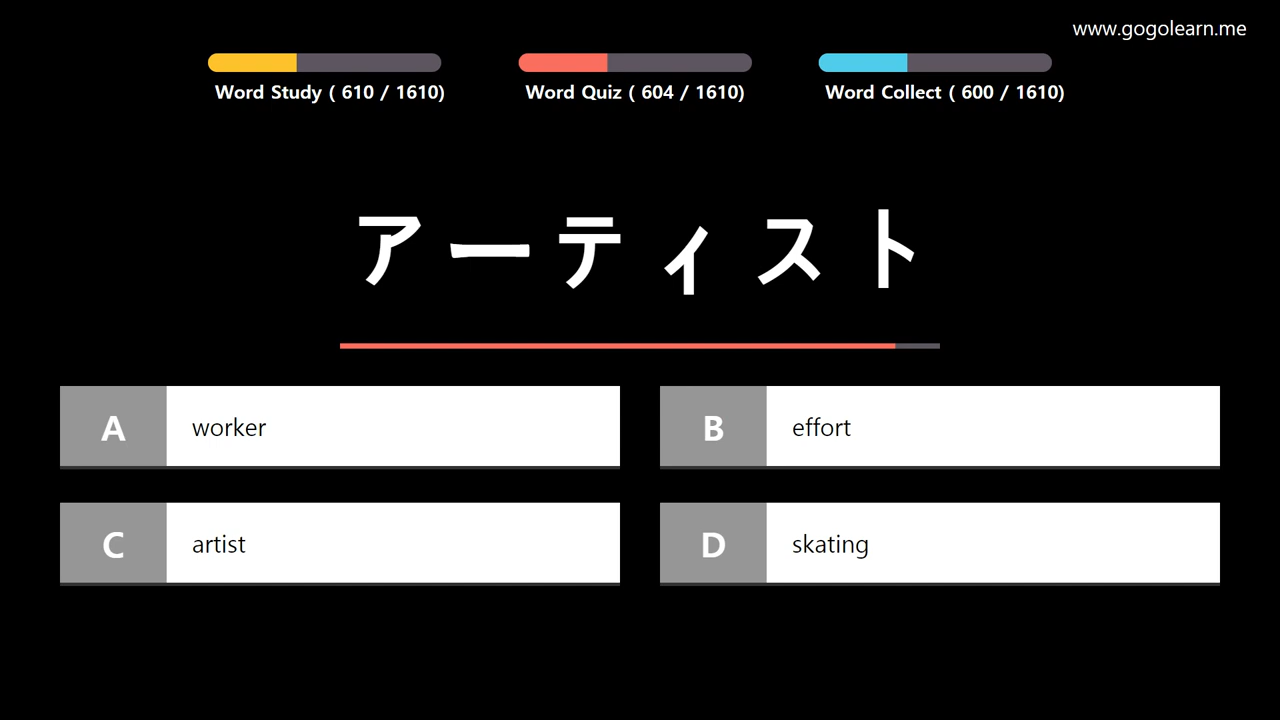 www.gogolearn.me
Word Study ( 610 / 1610)
Word Quiz ( 604 / 1610)
Word Collect ( 600 / 1610)
アーティスト
A worker
B effort
C artist
D skating